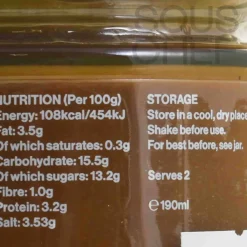 SOUS
CHEF
NUTRITION (Per 100g)
Energy: 108kcal/454kJ
Fat: 3.5g
Of which saturates: 0.3g
Carbohydrate: 15.5g
Of which sugars: 13.2g
Fibre: 1.0g
Protein: 3.2g
Salt: 3.53g
STORAGE
Store in a cool, dry place
Shake before use.
For best before, see jar.
Serves 2
℮190ml